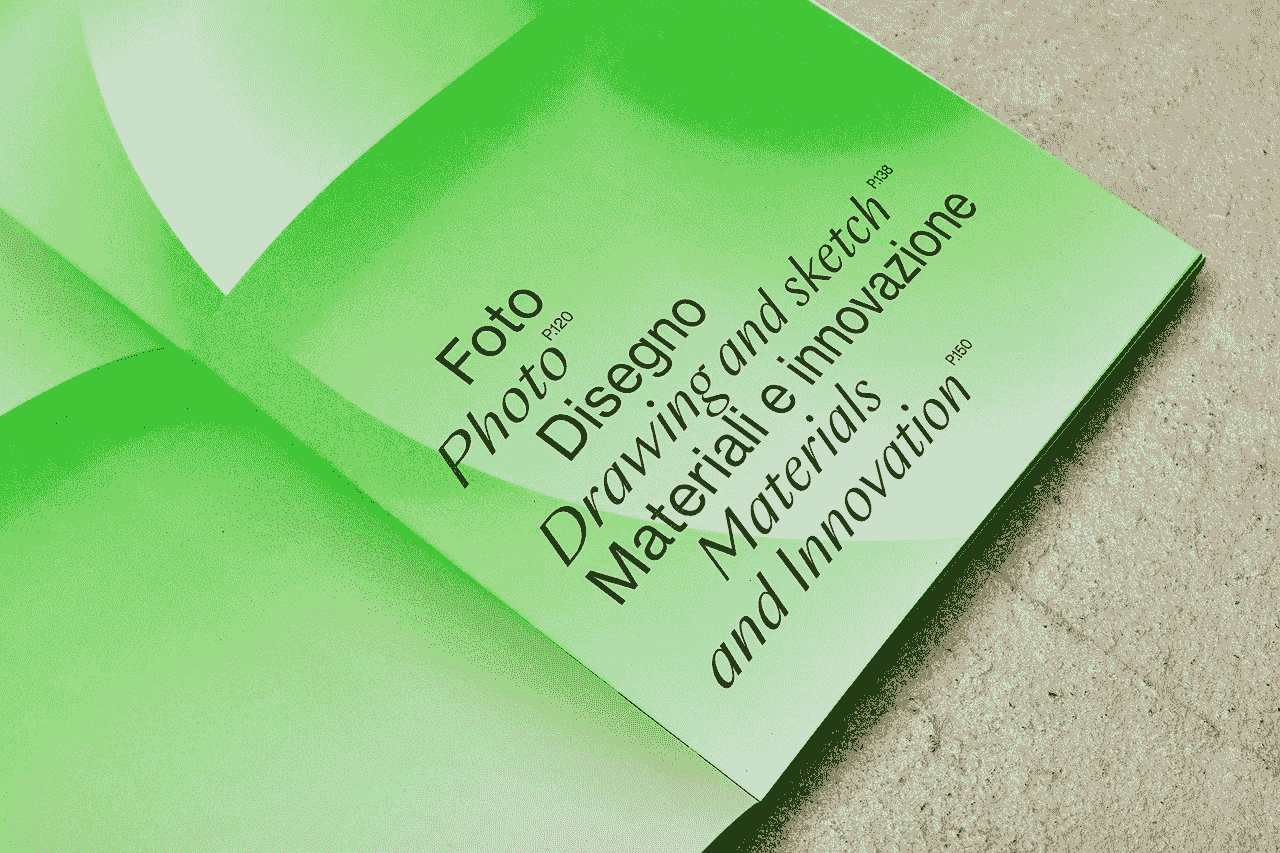 Foto
Photo P.120
Disegno
Drawing and sketch P.138
Materiali e innovazione
Materials
and Innovation P.150